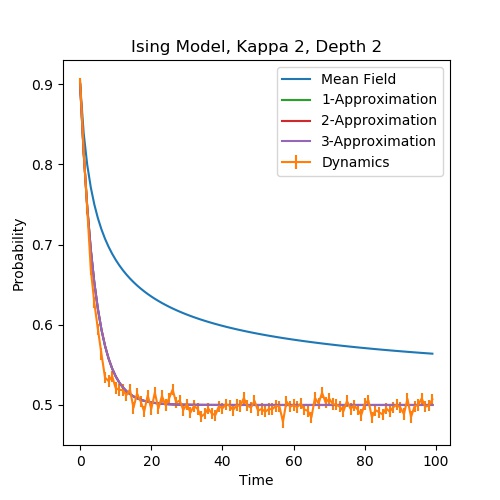 Ising Model, Kappa 2, Depth 2
Mean Field
1-Approximation
2-Approximation
3-Approximation
Dynamics
Probability
0.9
0.8
0.7
0.6
0.5
0 20 40 60 80 100
Time